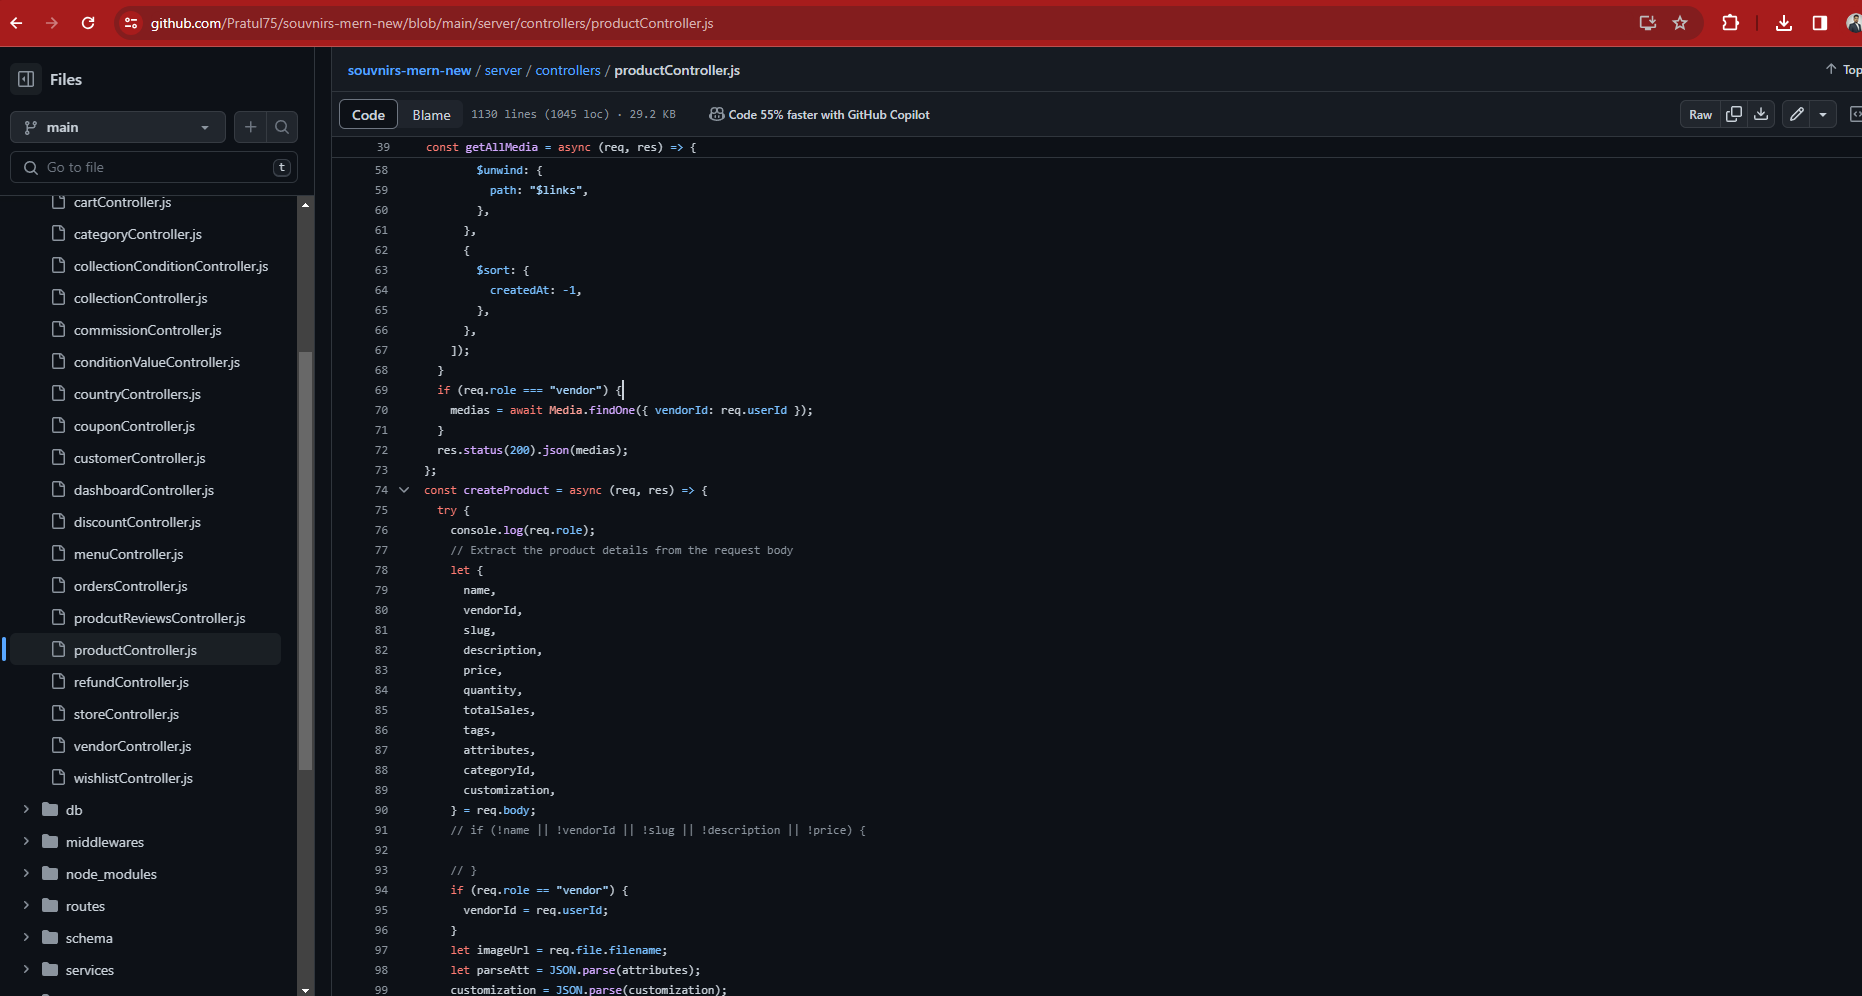 github.com/Pratul75/souvnirs-mern-new/blob/main/server/controllers/productController.js
Files
main
Go to file
t
cartController.js
categoryController.js
collectionConditionController.js
collectionController.js
commissionController.js
conditionValueController.js
countryControllers.js
couponController.js
customerController.js
dashboardController.js
discountController.js
menuController.js
ordersController.js
prodcutReviewsController.js
productController.js
refundController.js
storeController.js
vendorController.js
wishlistController.js
db
middlewares
node_modules
routes
schema
services
souvnirs-mern-new / server / controllers / productController.js
Top
Code
Blame
1130 lines (1045 loc) · 29.2 KB
Code 55% faster with GitHub Copilot
Raw
39 const getAllMedia = async (req, res) => {
58 $unwind: {
59 path: "$links",
60 },
61 },
62 {
63 $sort: {
64 createdAt: -1,
65 },
66 },
67 ]);
68 }
69 if (req.role === "vendor") {
70 medias = await Media.findOne({ vendorId: req.userId });
71 }
72 res.status(200).json(medias);
73 };
74 const createProduct = async (req, res) => {
75 try {
76 console.log(req.role);
77 // Extract the product details from the request body
78 let {
79 name,
80 vendorId,
81 slug,
82 description,
83 price,
84 quantity,
85 totalSales,
86 tags,
87 attributes,
88 categoryId,
89 customization,
90 } = req.body;
91 // if (!name || !vendorId || !slug || !description || !price) {
92
93 // }
94 if (req.role == "vendor") {
95 vendorId = req.userId;
96 }
97 let imageUrl = req.file.filename;
98 let parseAtt = JSON.parse(attributes);
99 customization = JSON.parse(customization);